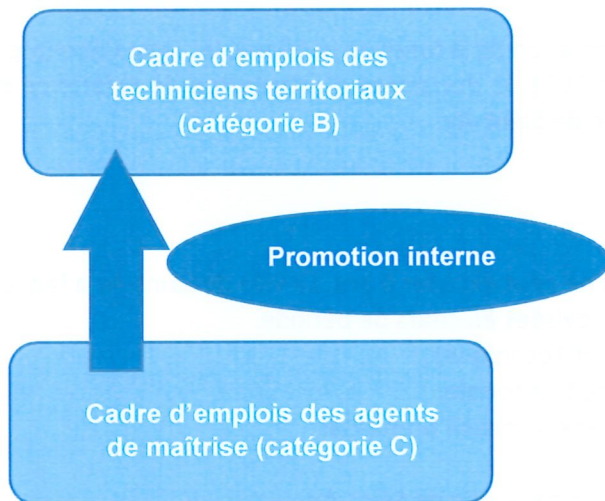 Cadre d'emplois des
techniciens territoriaux
(catégorie B)
Promotion interne
Cadre d'emplois des agents
de maîtrise (catégorie C)